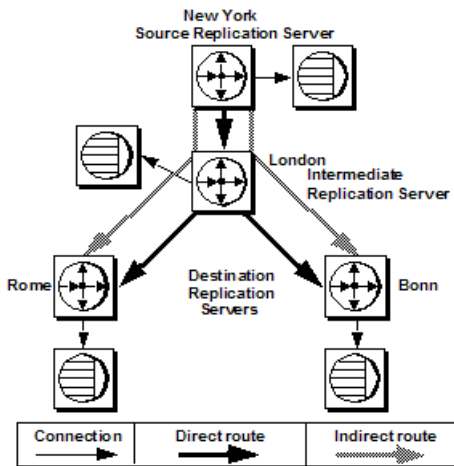 New York
Source Replication Server
London
Intermediate
Replication Server
Rome
Destination
Replication
Servers
Bonn
Connection
Direct route
Indirect route